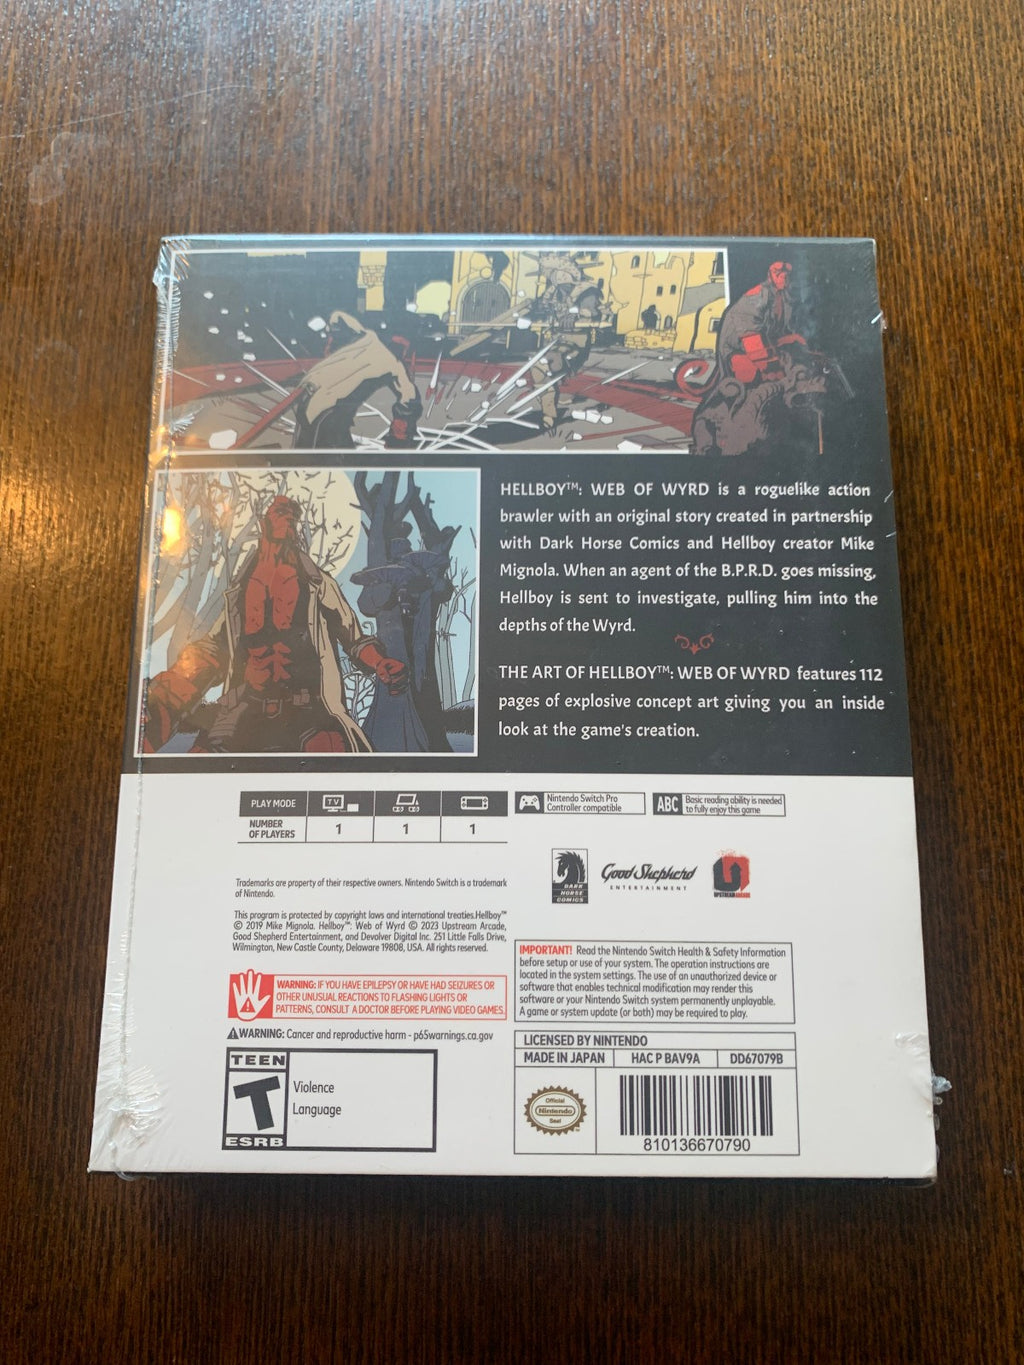 HELLBOY™: WEB OF WYRD is a roguelike action
brawler with an original story created in partnership
with Dark Horse Comics and Hellboy creator Mike
Mignola. When an agent of the B.P.R.D. goes missing,
Hellboy is sent to investigate, pulling him into the
depths of the Wyrd.
THE ART OF HELLBOY™: WEB OF WYRD features 112
pages of explosive concept art giving you an inside
look at the game's creation.
PLAY MODE
TV
NUMBER
OF PLAYERS
1
1
1
Nintendo Switch Pro
Controller compatible
ABC
Basic reading ability is needed
to fully enjoy this game
DARK
HORSE
COMICS
Good Shepherd
ENTERTAINMENT
UPSTREAM ARCADE
Trademarks are property of their respective owners. Nintendo Switch is a trademark
of Nintendo.
This program is protected by copyright laws and international treaties.Hellboy™
© 2019 Mike Mignola. Hellboy™: Web of Wyrd © 2023 Upstream Arcade,
Good Shepherd Entertainment, and Devolver Digital Inc. 251 Little Falls Drive,
Wilmington, New Castle County, Delaware 19808, USA. All rights reserved.
WARNING: IF YOU HAVE EPILEPSY OR HAVE HAD SEIZURES OR
OTHER UNUSUAL REACTIONS TO FLASHING LIGHTS OR
PATTERNS, CONSULT A DOCTOR BEFORE PLAYING VIDEO GAMES.
WARNING: Cancer and reproductive harm - p65warnings.ca.gov
TEEN
T
ESRB
Violence
Language
IMPORTANT! Read the Nintendo Switch Health & Safety Information
before setup or use of your system. The operation instructions are
located in the system settings. The use of an unauthorized device or
software that enables technical modification may render this
software or your Nintendo Switch system permanently unplayable.
A game or system update (or both) may be required to play.
LICENSED BY NINTENDO
MADE IN JAPAN
HAC P BAV9A
DD67079B
Official
Nintendo
Seal
810136670790